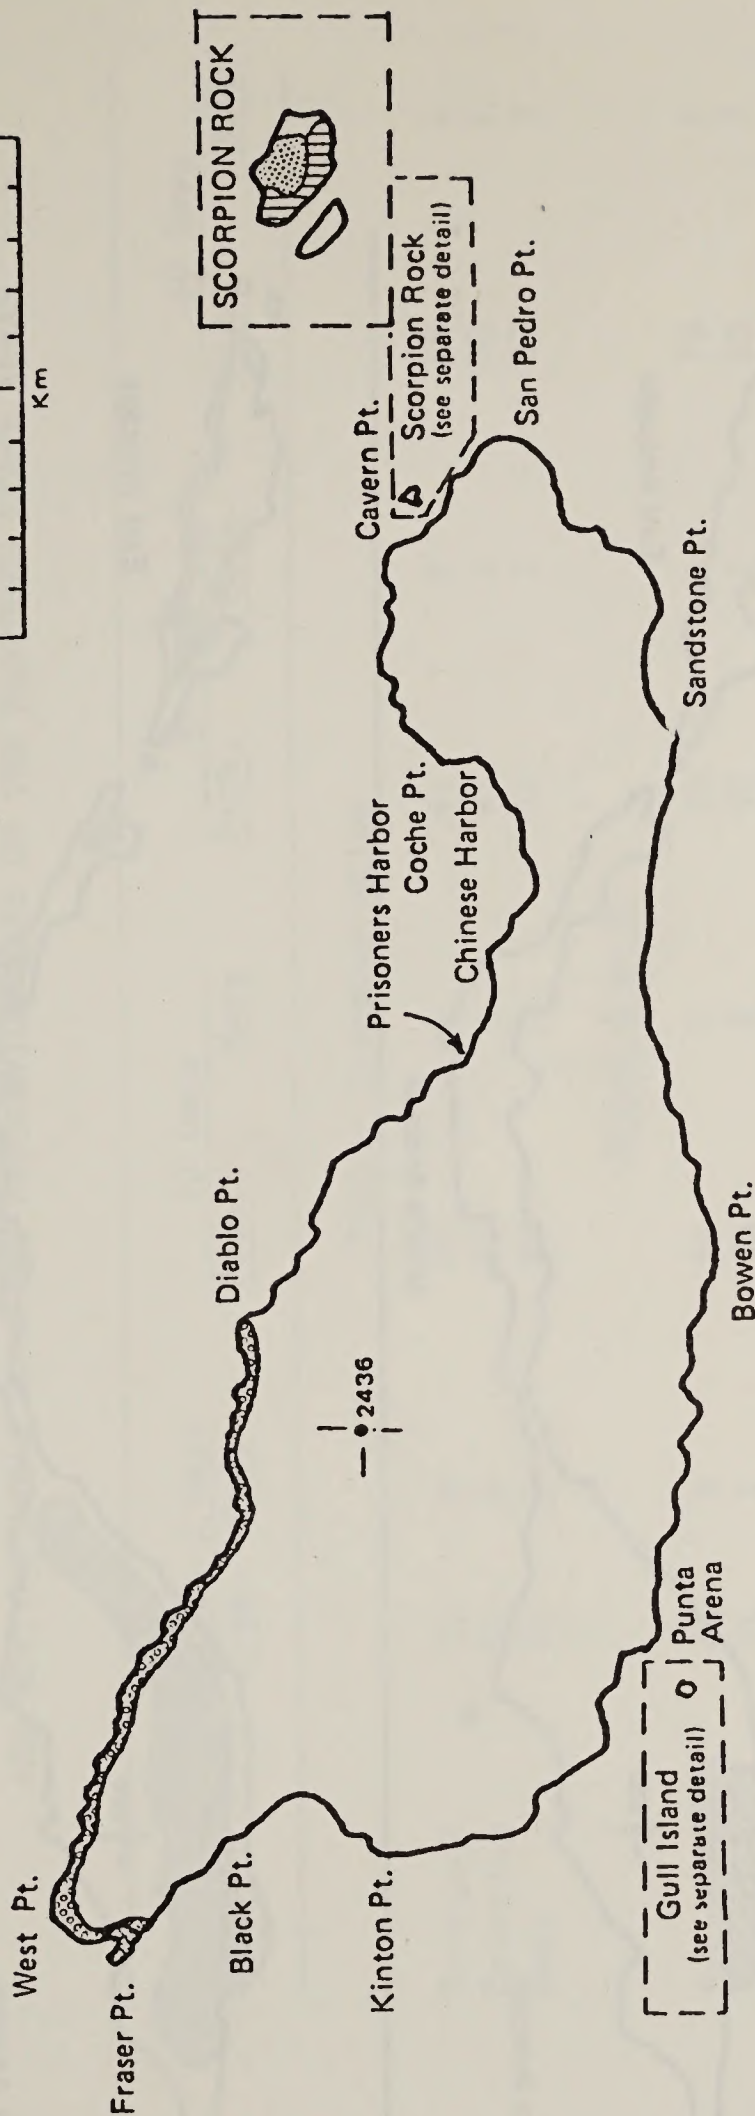 Km
SCORPION ROCK
West Pt.
Fraser Pt.
Diablo Pt.
Prisoners Harbor
Coche Pt.
Chinese Harbor
Cavern Pt.
Scorpion Rock
(see separate detail)
San Pedro Pt.
2436
Black Pt.
Kinton Pt.
Gull Island
(see separate detail)
Punta
Arena
Bowen Pt.
Sandstone Pt.